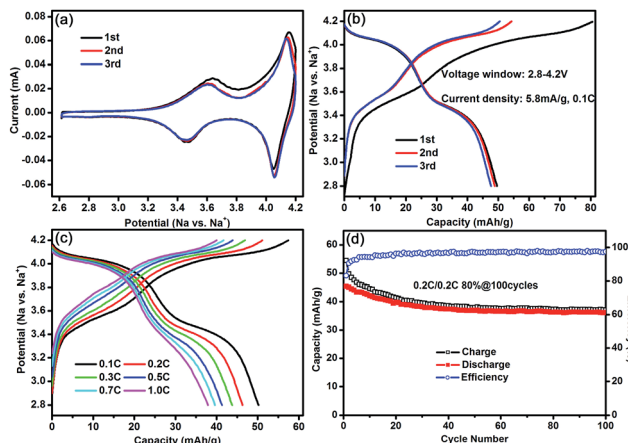 (a)
1st
2nd
3rd
0.06
0.04
0.02
0.00
-0.02
-0.04
-0.06
Current (mA)
2.6 2.8 3.0 3.2 3.4 3.6 3.8 4.0 4.2
Potential (Na vs. Na+)
(b)
4.2
4.0
3.8
3.6
3.4
3.2
3.0
2.8
Potential (Na vs. Na+)
Voltage window: 2.8-4.2V
Current density: 5.8mA/g, 0.1C
1st
2nd
3rd
0 10 20 30 40 50 60 70 80
Capacity (mAh/g)
(c)
4.2
4.0
3.8
3.6
3.4
3.2
3.0
2.8
Potential (Na vs. Na+)
0.1C 0.2C
0.3C 0.5C
0.7C 1.0C
0 10 20 30 40 50 60
Capacity (mAh/g)
(d)
60
55
50
45
40
35
30
25
20
15
10
5
0
Capacity (mAh/g)
0.2C/0.2C 80%@100cycles
Charge
Discharge
Efficiency
100
80
60
40
20
0
0 20 40 60 80 100
Cycle Number